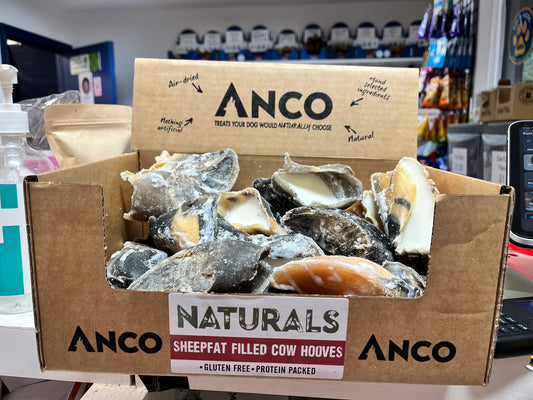 Air-dried
*Hand
selected
ingredients
ANCO
TREATS YOUR DOG WOULD NATURALLY CHOOSE
Nothing
artificial
Natural
NATURALS
SHEEPFAT FILLED COW HOOVES
• GLUTEN FREE • PROTEIN PACKED
ANCO
ANCO